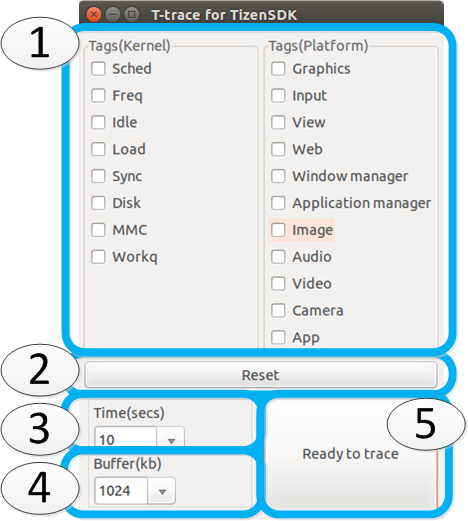 T-trace for TizenSDK
1
Tags(Kernel)
Sched
Freq
Idle
Load
Sync
Disk
MMC
Workq
Tags(Platform)
Graphics
Input
View
Web
Window manager
Application manager
Image
Audio
Video
Camera
App
2
Reset
3
Time(secs)
10
4
Buffer(kb)
1024
5
Ready to trace